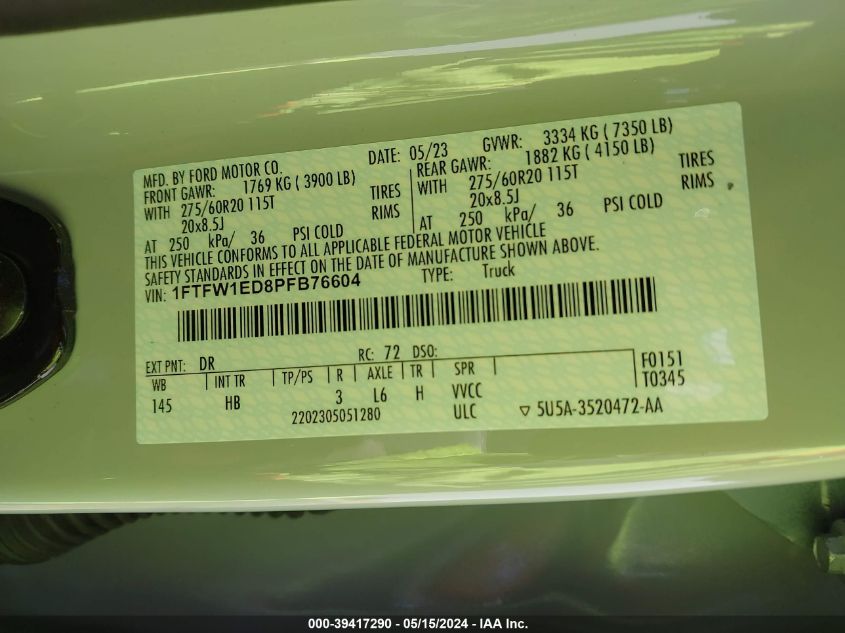 MFD. BY FORD MOTOR CO. DATE: 05/23 GVWR: 3334 KG ( 7350 LB)
FRONT GAWR: 1769 KG ( 3900 LB) REAR GAWR: 1882 KG ( 4150 LB)
WITH 275/60R20 115T TIRES WITH 275/60R20 115T TIRES
20x8.5J RIMS 20x8.5J RIMS
AT 250 kPa/ 36 PSI COLD AT 250 kPa/ 36 PSI COLD
THIS VEHICLE CONFORMS TO ALL APPLICABLE FEDERAL MOTOR VEHICLE
SAFETY STANDARDS IN EFFECT ON THE DATE OF MANUFACTURE SHOWN ABOVE.
VIN: 1FTFW1ED8PFB76604 TYPE: Truck
EXT PNT: DR RC: 72 DSO:
WB INT TR TP/PS R AXLE TR SPR F0151
145 HB 3 L6 H VVCC T0345
2202305051280 ULC ▽ 5U5A-3520472-AA
000-39417290 - 05/15/2024 - IAA Inc.